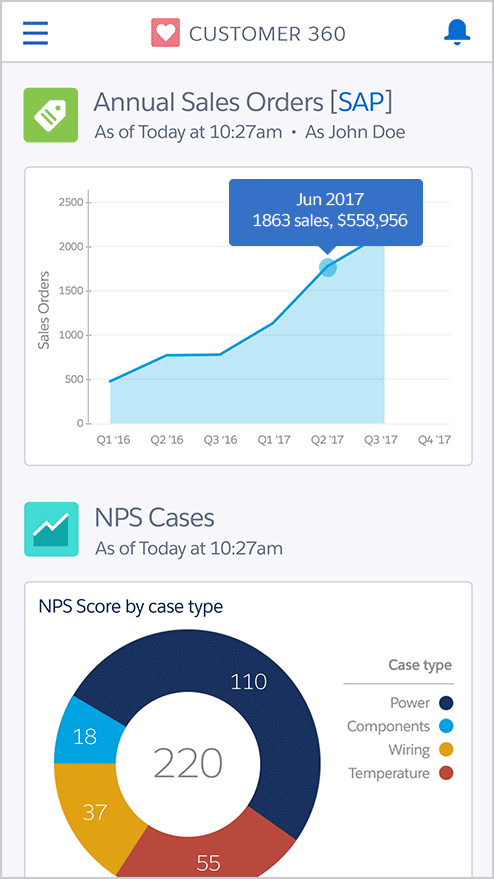 CUSTOMER 360
Annual Sales Orders [SAP]
As of Today at 10:27am • As John Doe
Jun 2017
1863 sales, $558,956
Sales Orders
2500
2000
1500
1000
500
0
Q1 '16 Q2 '16 Q3 '16 Q1 '17 Q2 '17 Q3 '17 Q4 '17
NPS Cases
As of Today at 10:27am
NPS Score by case type
110
18
220
37
55
Case type
Power
Components
Wiring
Temperature